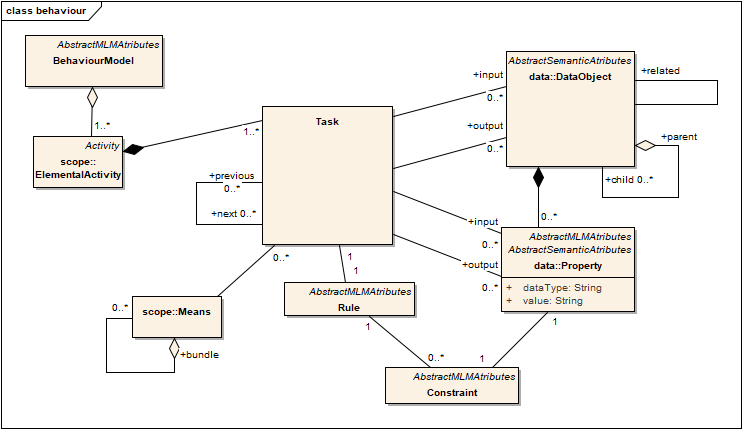 class behaviour
AbstractMLMAtributes
BehaviourModel
1..*
Activity
scope::
ElementalActivity
1..*
Task
+previous
0..*
+next 0..*
+input
0..*
+output
0..*
AbstractSemanticAtributes
data::DataObject
+related
+parent
+child 0..*
0..*
+input
0..*
+output
0..*
AbstractMLMAtributes
AbstractSemanticAtributes
data::Property
+ dataType: String
+ value: String
0..*
scope::Means
0..*
+bundle
1
1
AbstractMLMAtributes
Rule
1
0..*
1
1
AbstractMLMAtributes
Constraint